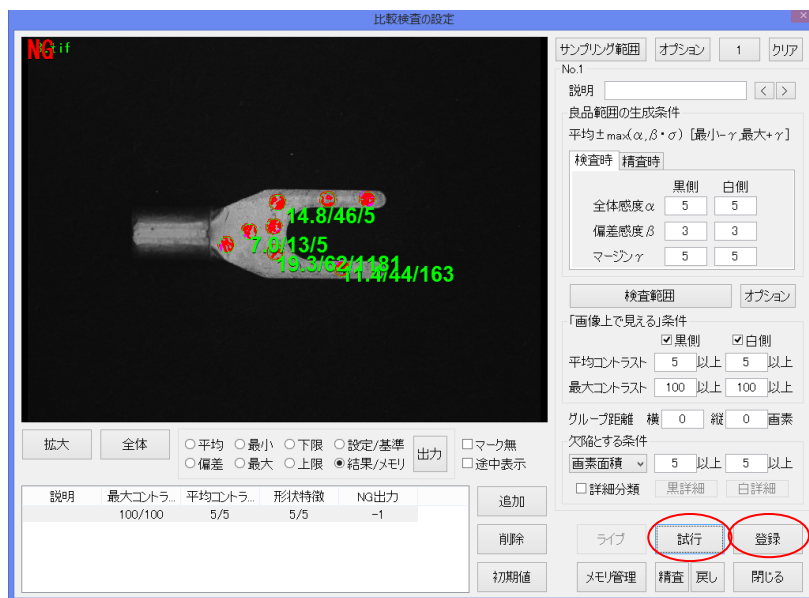 比較検査の設定
NG
.tif
14.8/46/5
7.0/13/5
19.3/62/1181
11.4/44/163
サンプリング範囲 オプション 1 クリア
No.1
説明 < >
良品範囲の生成条件
平均±max(α,β・σ) [最小-γ,最大+γ]
検査時 精査時
黒側 白側
全体感度α 5 5
偏差感度β 3 3
マージンγ 5 5
検査範囲 オプション
「画像上で見える」条件
黒側 白側
平均コントラスト 5 以上 5 以上
最大コントラスト 100 以上 100 以上
グループ距離 横 0 縦 0 画素
欠陥とする条件
画素面積 5 以上 5 以上
詳細分類 黒詳細 白詳細
ライブ 試行 登録
メモリ管理 精査 戻し 閉じる
拡大 全体
平均 最小 下限 設定/基準
偏差 最大 上限 結果/メモリ
出力
マーク無
途中表示
説明 最大コントラ... 平均コントラ... 形状特徴 NG出力
100/100 5/5 5/5 -1
追加
削除
初期値